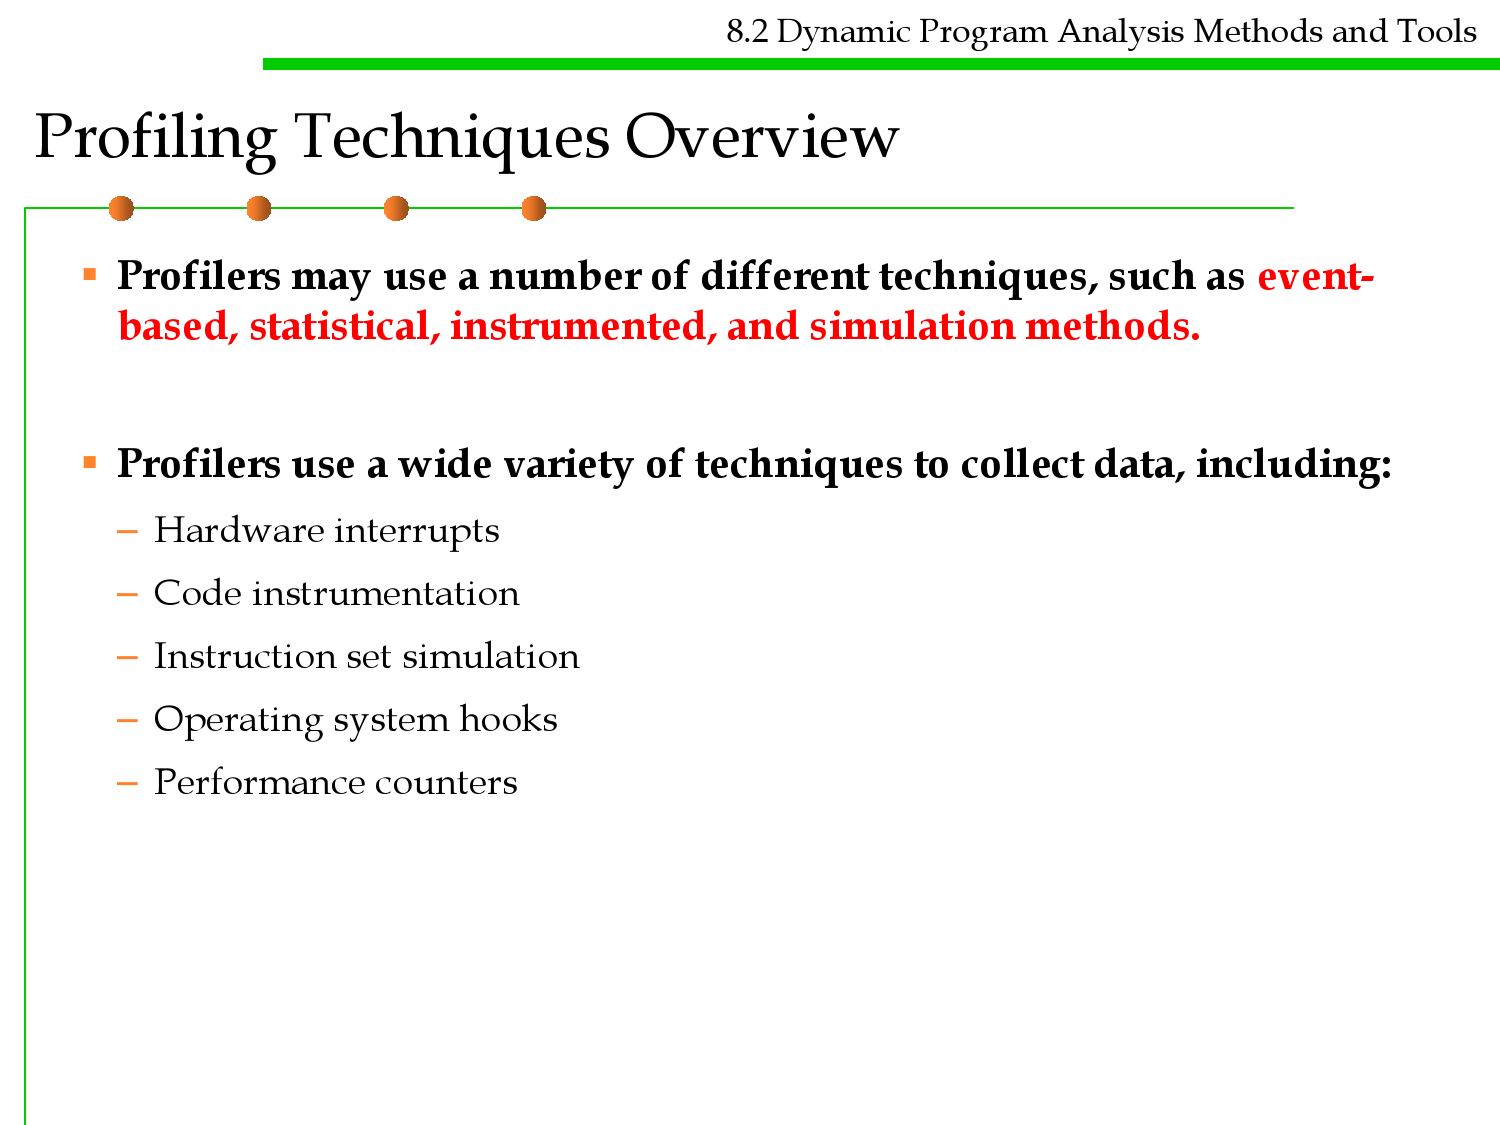 8.2 Dynamic Program Analysis Methods and Tools
Profiling Techniques Overview
▪ Profilers may use a number of different techniques, such as event-
based, statistical, instrumented, and simulation methods.
▪ Profilers use a wide variety of techniques to collect data, including:
– Hardware interrupts
– Code instrumentation
– Instruction set simulation
– Operating system hooks
– Performance counters